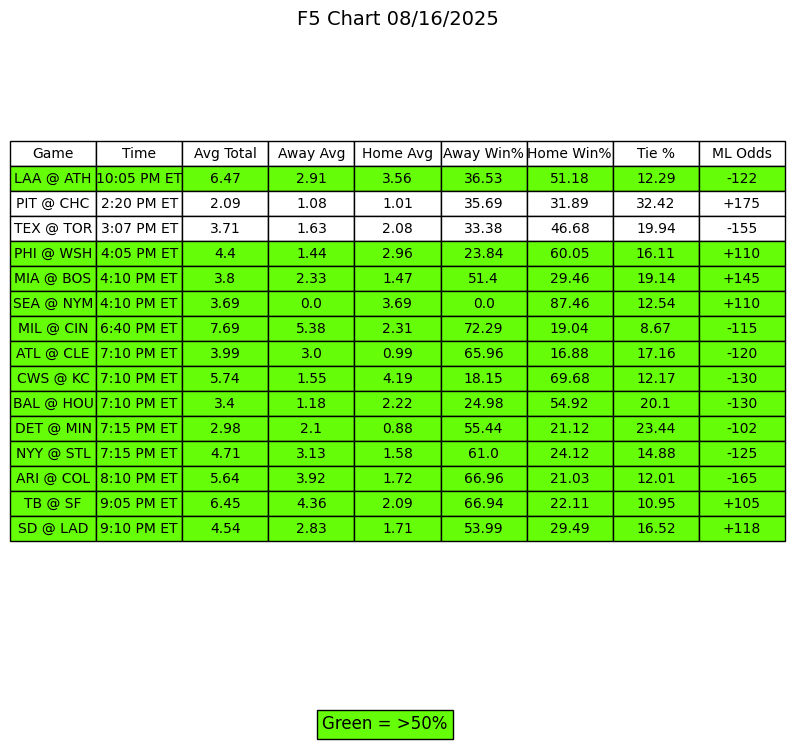 F5 Chart 08/16/2025
Game Time Avg Total Away Avg Home Avg Away Win% Home Win% Tie % ML Odds
LAA @ ATH 10:05 PM ET 6.47 2.91 3.56 36.53 51.18 12.29 -122
PIT @ CHC 2:20 PM ET 2.09 1.08 1.01 35.69 31.89 32.42 +175
TEX @ TOR 3:07 PM ET 3.71 1.63 2.08 33.38 46.68 19.94 -155
PHI @ WSH 4:05 PM ET 4.4 1.44 2.96 23.84 60.05 16.11 +110
MIA @ BOS 4:10 PM ET 3.8 2.33 1.47 51.4 29.46 19.14 +145
SEA @ NYM 4:10 PM ET 3.69 0.0 3.69 0.0 87.46 12.54 +110
MIL @ CIN 6:40 PM ET 7.69 5.38 2.31 72.29 19.04 8.67 -115
ATL @ CLE 7:10 PM ET 3.99 3.0 0.99 65.96 16.88 17.16 -120
CWS @ KC 7:10 PM ET 5.74 1.55 4.19 18.15 69.68 12.17 -130
BAL @ HOU 7:10 PM ET 3.4 1.18 2.22 24.98 54.92 20.1 -130
DET @ MIN 7:15 PM ET 2.98 2.1 0.88 55.44 21.12 23.44 -102
NYY @ STL 7:15 PM ET 4.71 3.13 1.58 61.0 24.12 14.88 -125
ARI @ COL 8:10 PM ET 5.64 3.92 1.72 66.96 21.03 12.01 -165
TB @ SF 9:05 PM ET 6.45 4.36 2.09 66.94 22.11 10.95 +105
SD @ LAD 9:10 PM ET 4.54 2.83 1.71 53.99 29.49 16.52 +118
Green = >50%